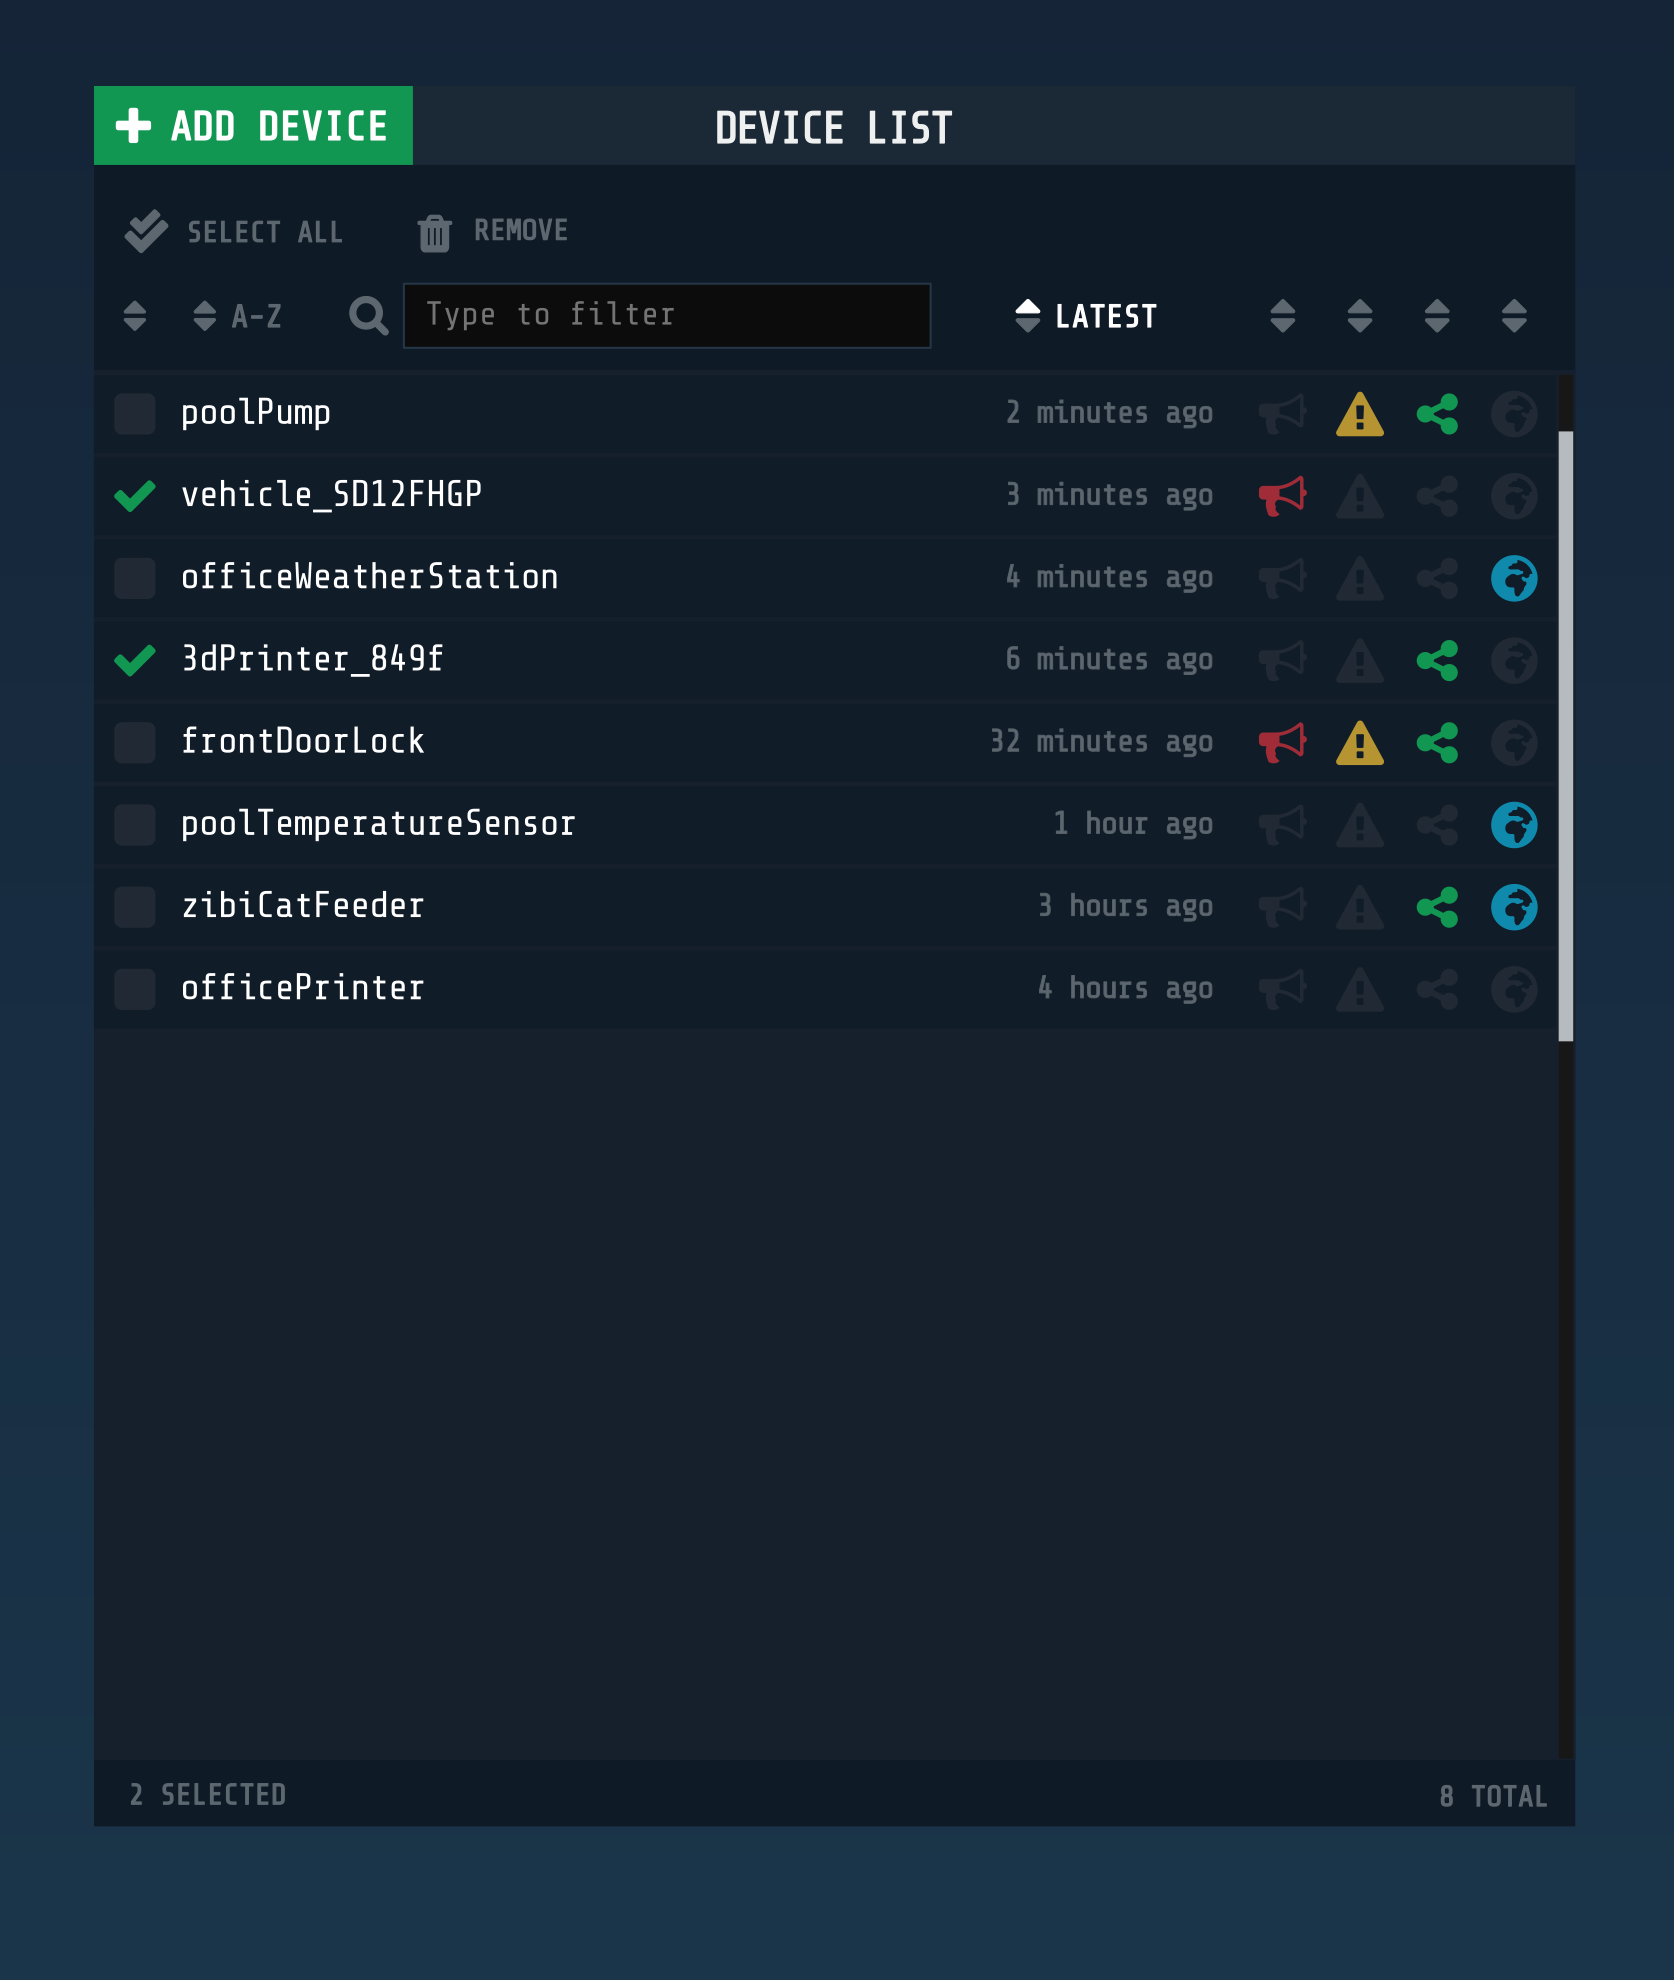 ADD DEVICE
DEVICE LIST
SELECT ALL
REMOVE
A-Z
Type to filter
LATEST
poolPump 2 minutes ago
vehicle_SD12FHGP 3 minutes ago
officeWeatherStation 4 minutes ago
3dPrinter_849f 6 minutes ago
frontDoorLock 32 minutes ago
poolTemperatureSensor 1 hour ago
zibiCatFeeder 3 hours ago
officePrinter 4 hours ago
2 SELECTED
8 TOTAL